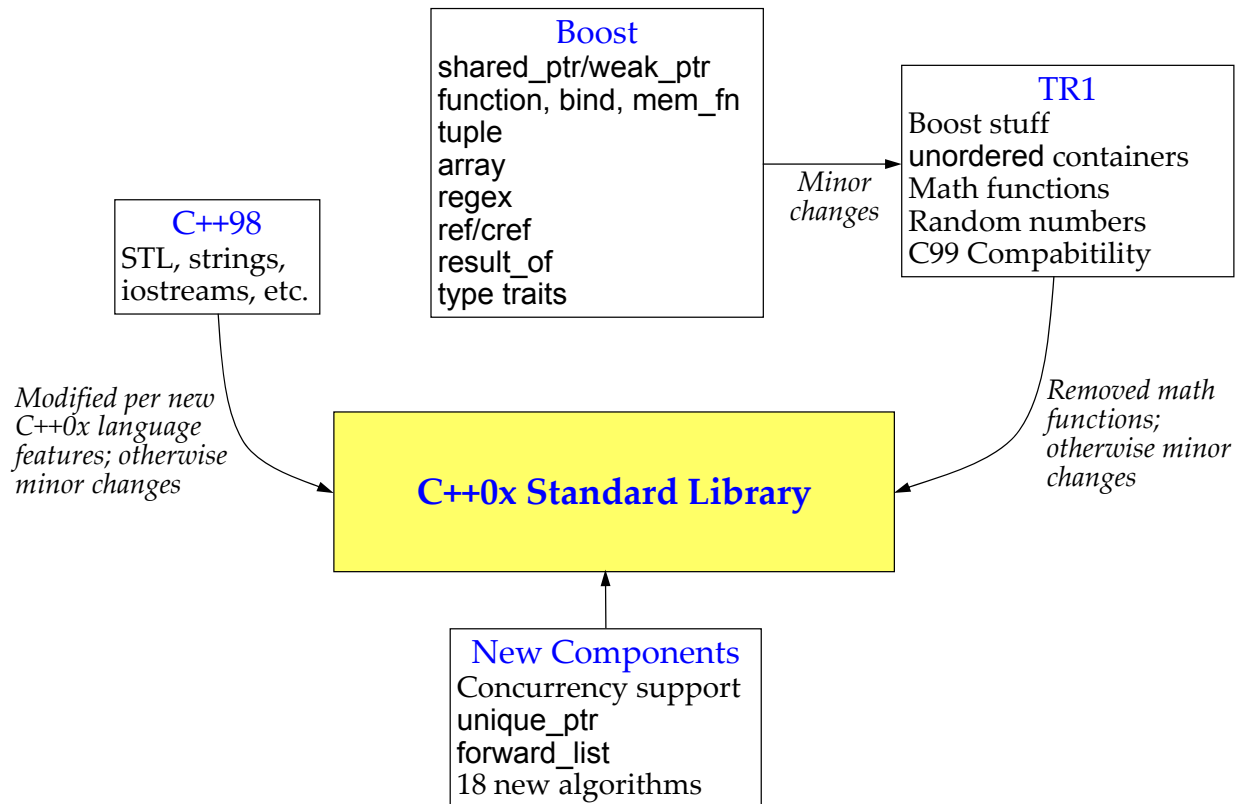 Boost
shared_ptr/weak_ptr
function, bind, mem_fn
tuple
array
regex
ref/cref
result_of
type traits
Minor
changes
TR1
Boost stuff
unordered containers
Math functions
Random numbers
C99 Compabitility
C++98
STL, strings,
iostreams, etc.
Modified per new
C++0x language
features; otherwise
minor changes
Removed math
functions;
otherwise minor
changes
C++0x Standard Library
New Components
Concurrency support
unique_ptr
forward_list
18 new algorithms